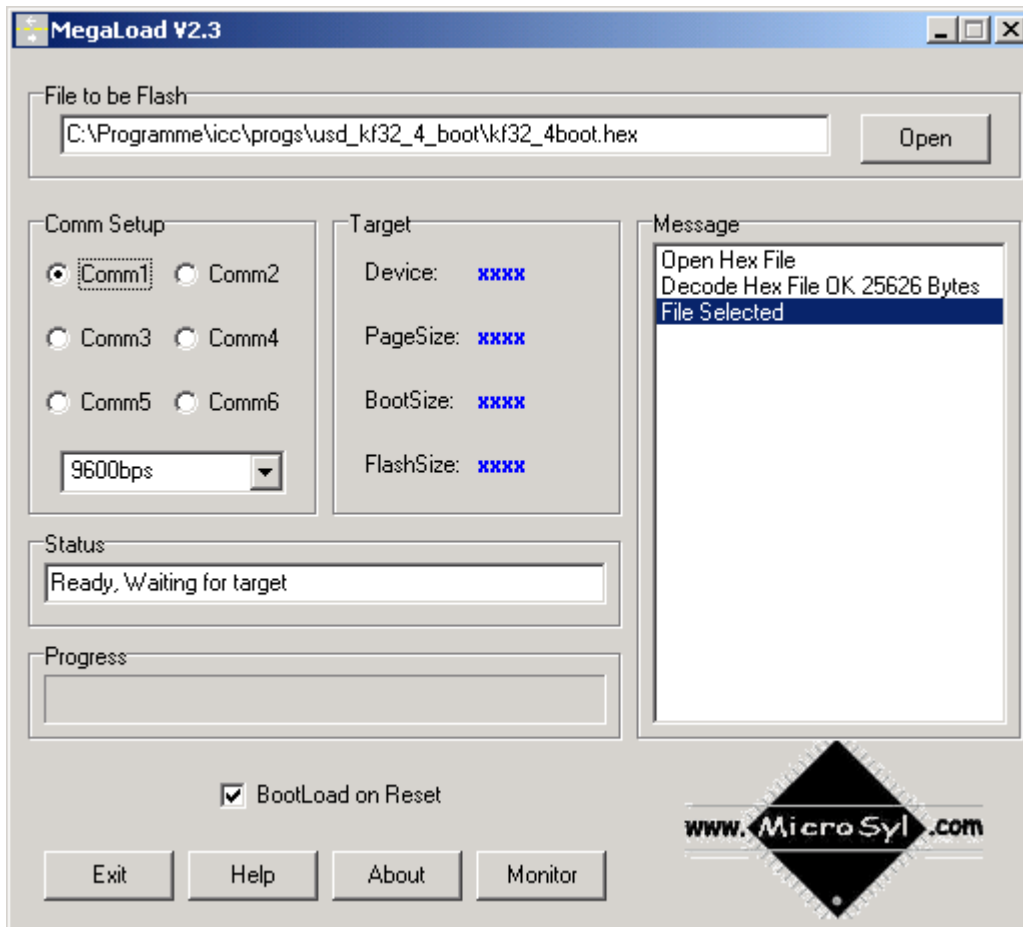 MegaLoad V2.3
File to be Flash
C:\Programme\icc\progs\usd_kf32_4_boot\kf32_4boot.hex
Open
Comm Setup
Comm1 Comm2
Comm3 Comm4
Comm5 Comm6
9600bps
Target
Device: xxxx
PageSize: xxxx
BootSize: xxxx
FlashSize: xxxx
Message
Open Hex File
Decode Hex File OK 25626 Bytes
File Selected
Status
Ready, Waiting for target
Progress
BootLoad on Reset
www.MicroSyl.com
Exit Help About Monitor